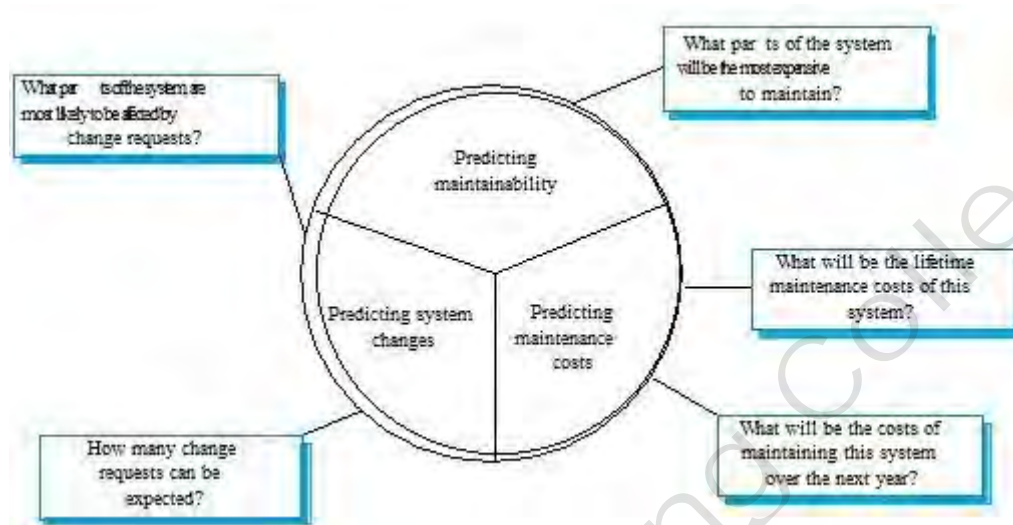 What par ts of the system
will be the most expensive
to maintain?
What par ts of the system are
most likely to be affected by
change requests?
Predicting
maintainability
What will be the lifetime
maintenance costs of this
system?
Predicting system
changes
Predicting
maintenance
costs
What will be the costs of
maintaining this system
over the next year?
How many change
requests can be
expected?
ng Colle